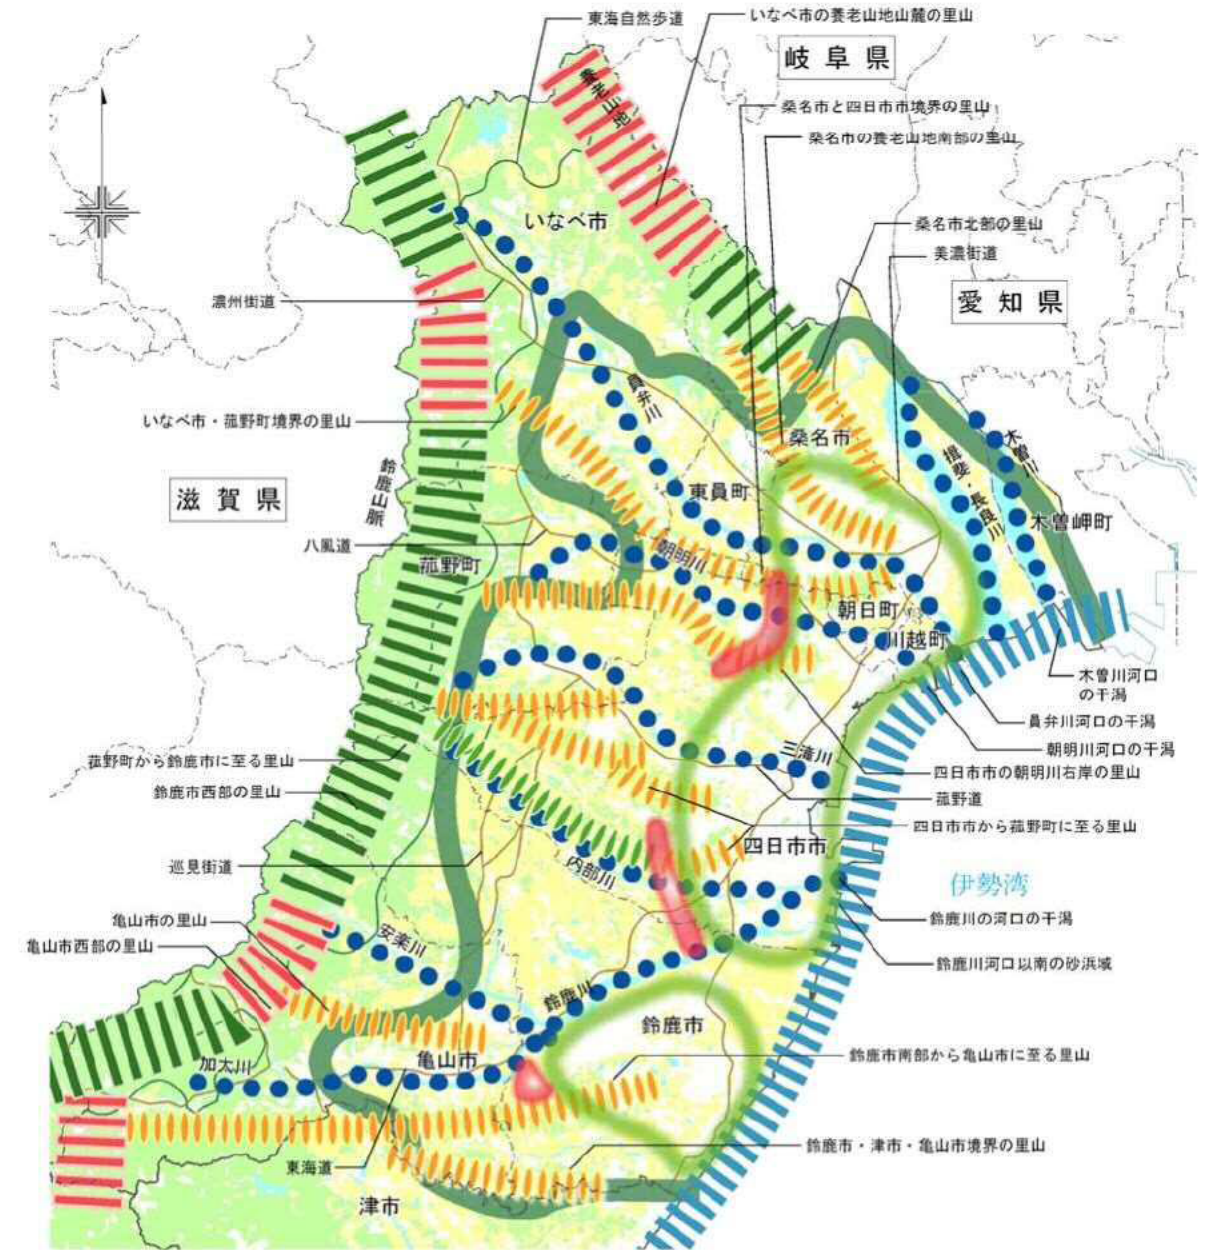 東海自然歩道
いなべ市の養老山地山麓の里山
岐阜県
養老山地
桑名市と四日市市境界の里山
桑名市の養老山地南部の里山
いなべ市
桑名市北部の里山
美濃街道
愛知県
濃州街道
員弁川
いなべ市・菰野町境界の里山
桑名市
木曽川
揖斐・長良川
鈴鹿山脈
滋賀県
東員町
木曽岬町
八風道
朝明川
菰野町
朝日町
川越町
木曽川河口
の干潟
員弁川河口の干潟
三滝川
朝明川河口の干潟
菰野町から鈴鹿市に至る里山
四日市市の朝明川右岸の里山
鈴鹿市西部の里山
菰野道
四日市市から菰野町に至る里山
四日市市
巡見街道
内部川
伊勢湾
亀山市の里山
鈴鹿川の河口の干潟
亀山市西部の里山
安楽川
鈴鹿川河口以南の砂浜域
鈴鹿川
鈴鹿市
加太川
亀山市
鈴鹿市南部から亀山市に至る里山
鈴鹿市・津市・亀山市境界の里山
東海道
津市